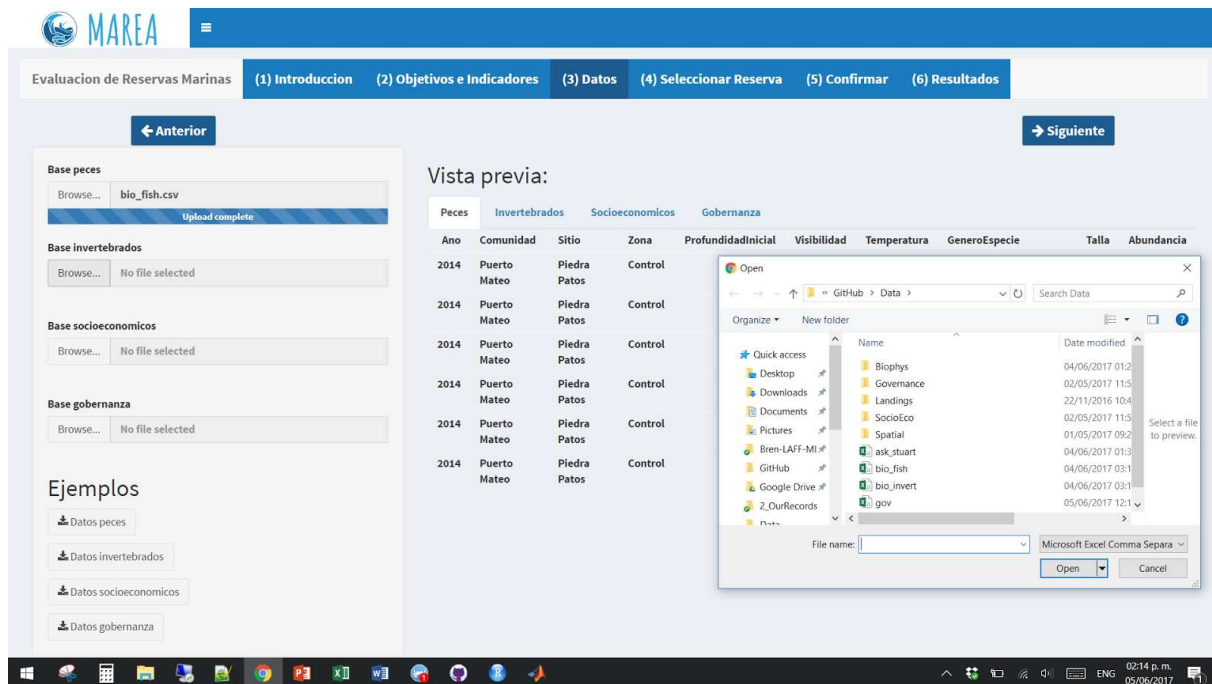 MAREA
Evaluacion de Reservas Marinas (1) Introduccion (2) Objetivos e Indicadores (3) Datos (4) Seleccionar Reserva (5) Confirmar (6) Resultados
Anterior
Siguiente
Base peces
Browse... bio_fish.csv
Upload complete
Base invertebrados
Browse... No file selected
Base socioeconomicos
Browse... No file selected
Base gobernanza
Browse... No file selected
Ejemplos
Datos peces
Datos invertebrados
Datos socioeconomicos
Datos gobernanza
Vista previa:
Peces Invertebrados Socioeconomicos Gobernanza
Ano Comunidad Sitio Zona ProfundidadInicial Visibilidad Temperatura GeneroEspecie Talla Abundancia
2014 Puerto Mateo Piedra Patos Control
2014 Puerto Mateo Piedra Patos Control
2014 Puerto Mateo Piedra Patos Control
2014 Puerto Mateo Piedra Patos Control
2014 Puerto Mateo Piedra Patos Control
2014 Puerto Mateo Piedra Patos Control
Open
« GitHub > Data >
Search Data
Organize
New folder
Quick access
Desktop
Downloads
Documents
Pictures
Bren-LAFF-MI
GitHub
Google Drive
2_OurRecords
Data
Name Date modified
Biophys 04/06/2017 01:2
Governance 02/05/2017 11:5
Landings 22/11/2016 10:4
SocioEco 02/05/2017 11:5
Spatial 01/05/2017 09:2
ask_stuart 04/06/2017 01:3
bio_fish 04/06/2017 03:1
bio_invert 04/06/2017 03:1
gov 05/06/2017 12:1
Select a file
to preview.
File name:
Microsoft Excel Comma Separa
Open
Cancel
ENG
02:14 p. m.
05/06/2017